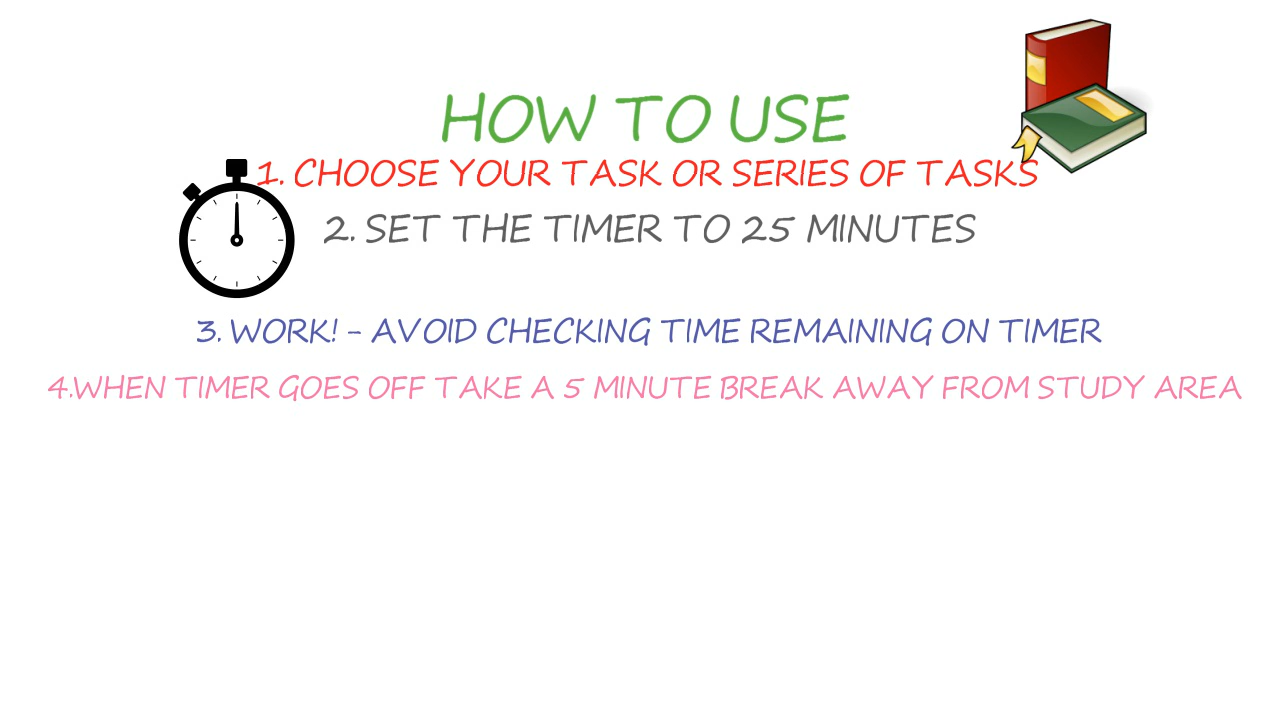 HOW TO USE
1. CHOOSE YOUR TASK OR SERIES OF TASKS
2. SET THE TIMER TO 25 MINUTES
3. WORK! - AVOID CHECKING TIME REMAINING ON TIMER
4.WHEN TIMER GOES OFF TAKE A 5 MINUTE BREAK AWAY FROM STUDY AREA